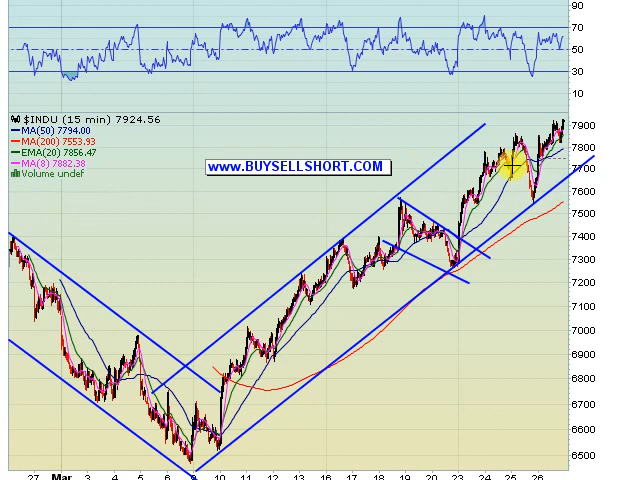 90
70
50
30
10
$INDU (15 min) 7924.56
MA(50) 7794.00
MA(200) 7553.93
EMA(20) 7856.47
MA(8) 7882.38
Volume undef
www.BUYSELLSHORT.COM
7900
7800
7700
7600
7500
7400
7300
7200
7100
7000
6900
6800
6700
6600
6500
27 Mar 3 4 5 6 9 10 11 12 13 16 17 18 19 20 23 24 25 26